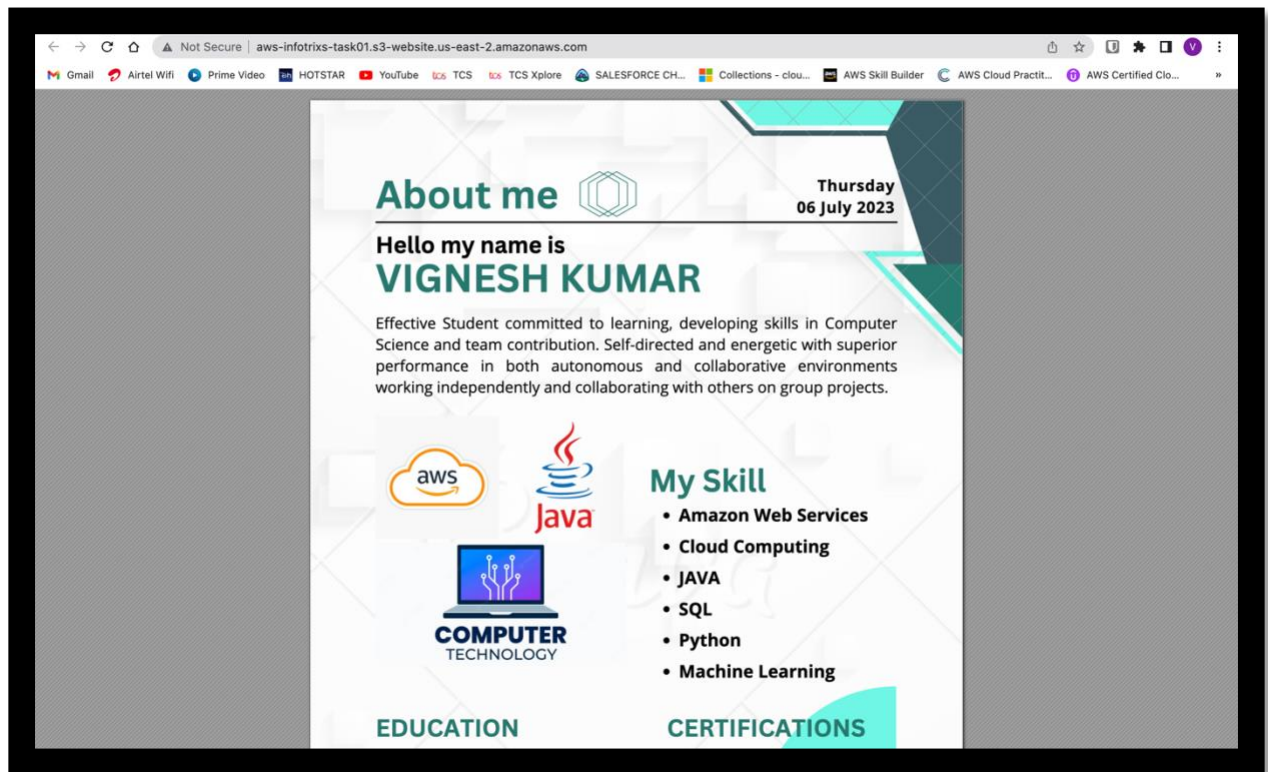 Not Secure | aws-infotrixs-task01.s3-website.us-east-2.amazonaws.com
V
Gmail Airtel Wifi Prime Video HOTSTAR YouTube tcs TCS tcs TCS Xplore SALESFORCE CH... Collections - clou... AWS Skill Builder AWS Cloud Practit... AWS Certified Clo... »
About me
Thursday
06 July 2023
Hello my name is
VIGNESH KUMAR
Effective Student committed to learning, developing skills in Computer
Science and team contribution. Self-directed and energetic with superior
performance in both autonomous and collaborative environments
working independently and collaborating with others on group projects.
aws
Java
COMPUTER
TECHNOLOGY
My Skill
• Amazon Web Services
• Cloud Computing
• JAVA
• SQL
• Python
• Machine Learning
EDUCATION
CERTIFICATIONS